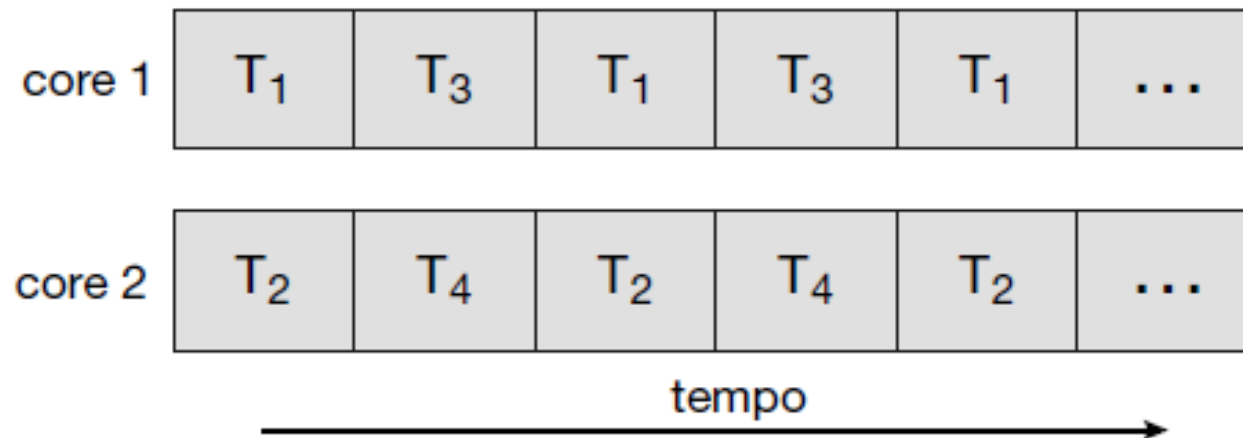 core 1 T₁ T₃ T₁ T₃ T₁ ...
core 2 T₂ T₄ T₂ T₄ T₂ ...
tempo